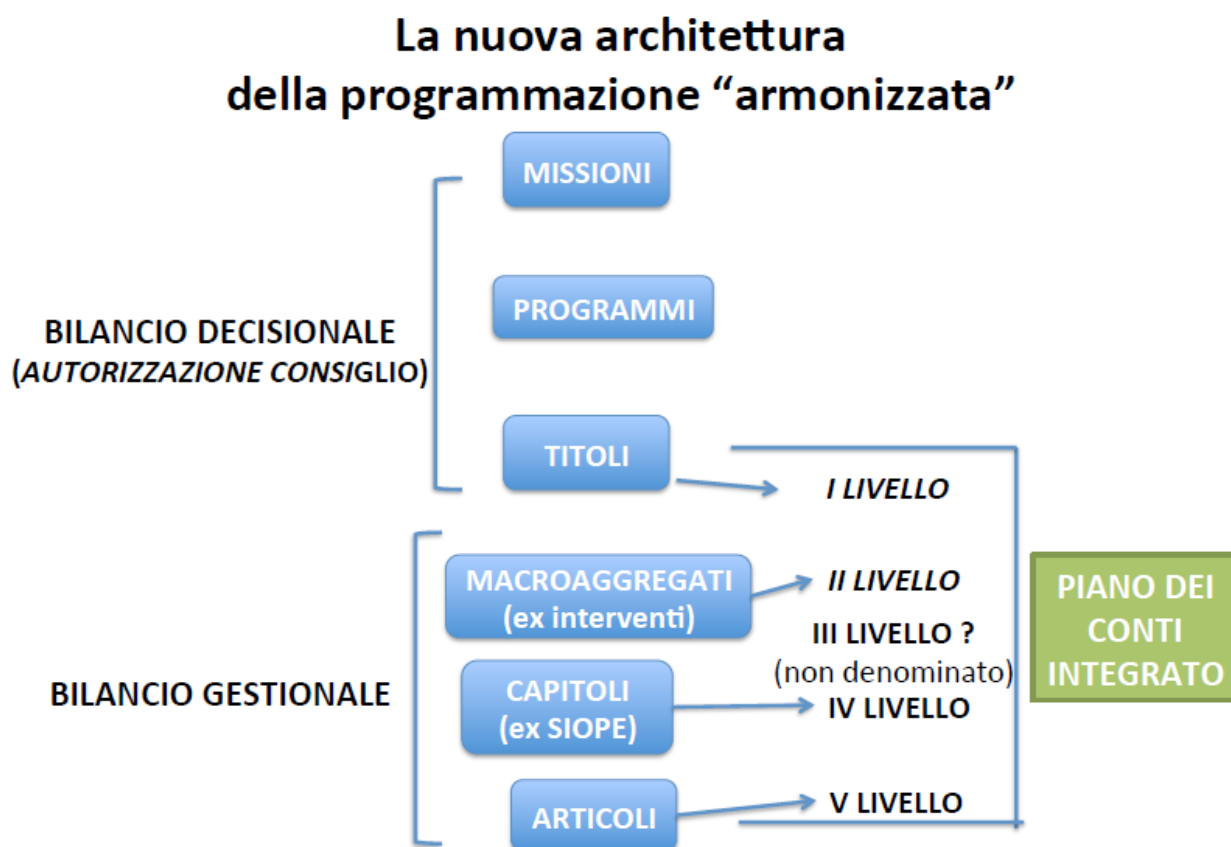 La nuova architettura
della programmazione “armonizzata”
MISSIONI
PROGRAMMI
BILANCIO DECISIONALE
(AUTORIZZAZIONE CONSIGLIO)
TITOLI
I LIVELLO
MACROAGGREGATI
(ex interventi)
II LIVELLO
III LIVELLO ?
(non denominato)
BILANCIO GESTIONALE
CAPITOLI
(ex SIOPE)
IV LIVELLO
ARTICOLI
V LIVELLO
PIANO DEI
CONTI
INTEGRATO